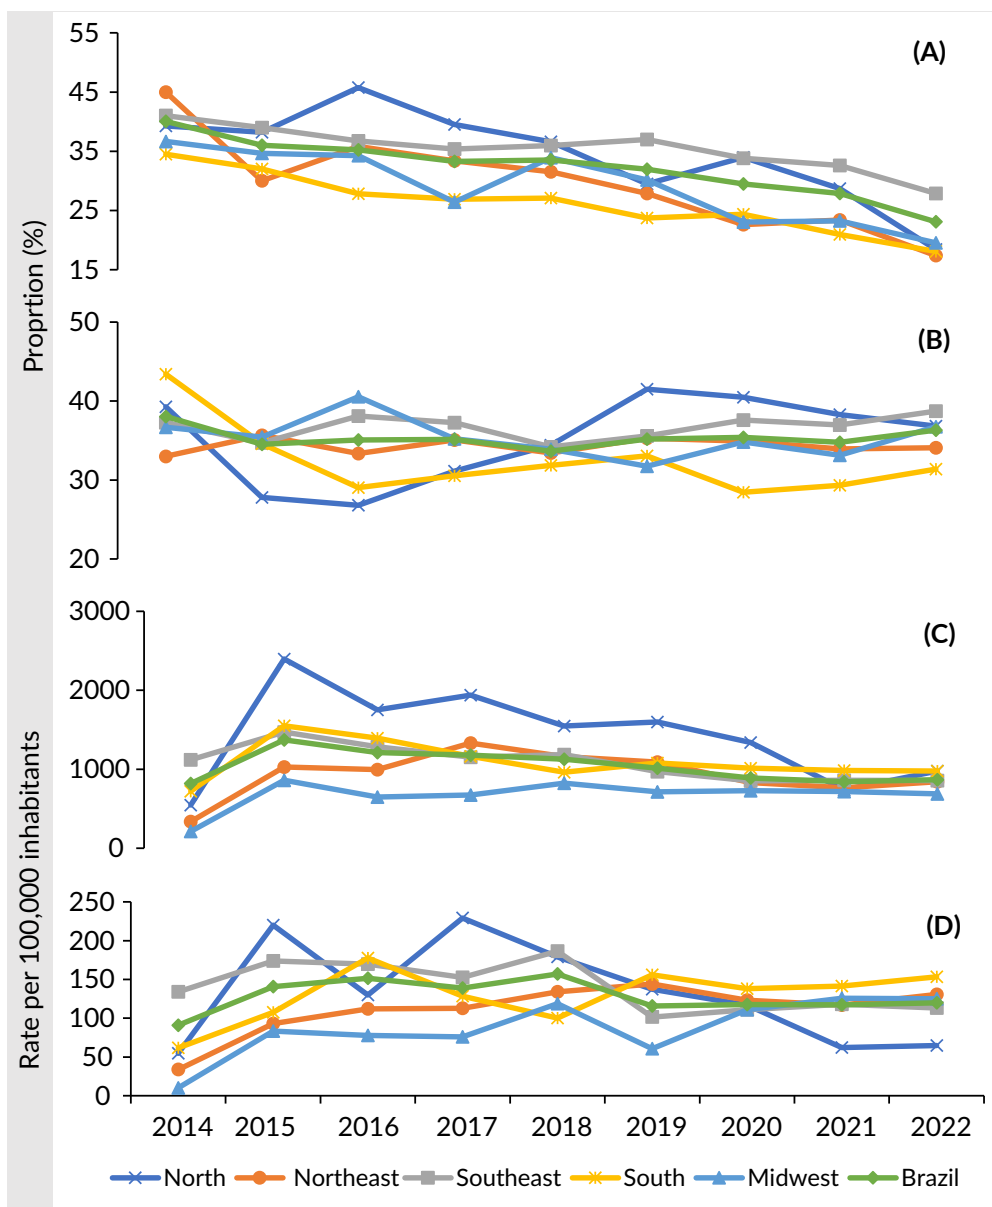 Proprtion (%)
55
45
35
25
15
(A)
50
40
30
20
(B)
Rate per 100,000 inhabitants
3000
2000
1000
0
(C)
250
200
150
100
50
0
(D)
2014 2015 2016 2017 2018 2019 2020 2021 2022
North Northeast Southeast South Midwest Brazil